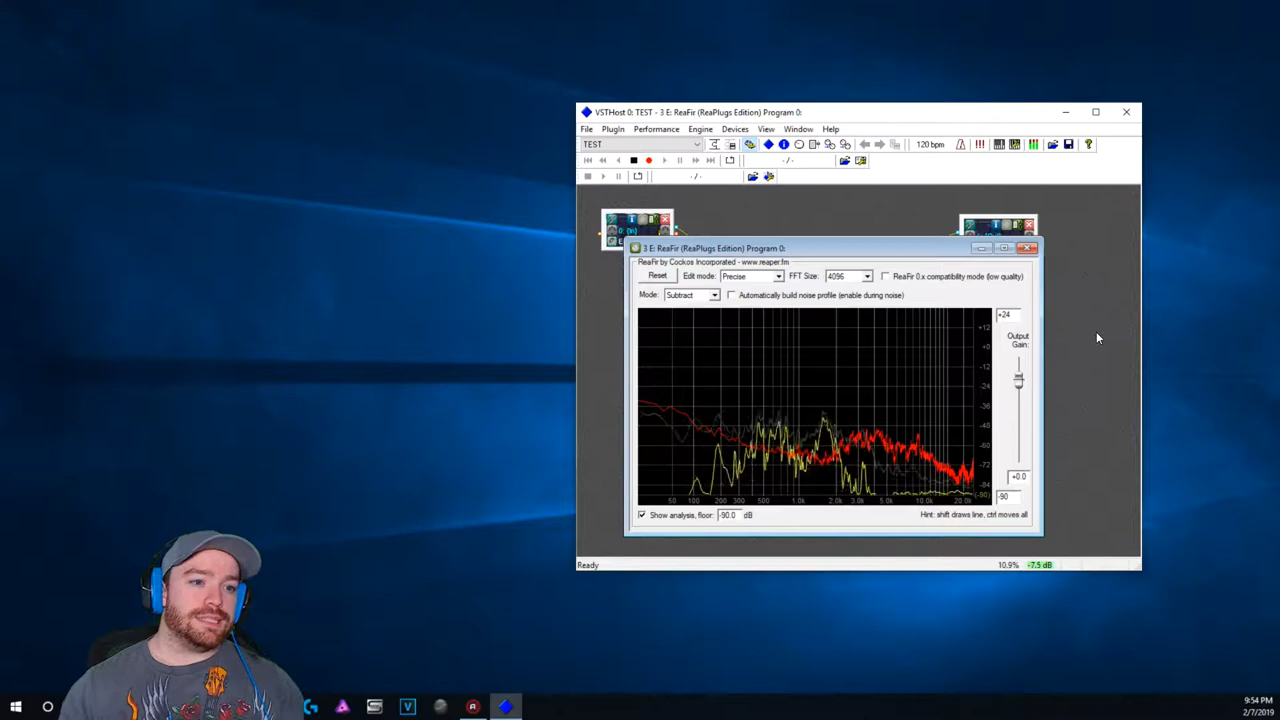 VSTHost 0: TEST - 3 E: ReaFir (ReaPlugs Edition) Program 0:
File PlugIn Performance Engine Devices View Window Help
TEST
120 bpm
- / -
- / -
3 E: ReaFir (ReaPlugs Edition) Program 0:
ReaFir by Cockos Incorporated - www.reaper.fm
Reset Edit mode: Precise FFT Size: 4096 ReaFir 0.x compatibility mode (low quality)
Mode: Subtract Automatically build noise profile (enable during noise)
+24
+12
+0
-12
-24
-36
-48
-60
-72
-84
(-90)
Output
Gain:
+0.0
-90
50 100 200 300 500 1.0k 2.0k 3.0k 5.0k 10.0k 20.0k
Show analysis, floor: -90.0 dB
Hint: shift draws line, ctrl moves all
Ready
10.9% -7.5 dB
9:54 PM
2/7/2019